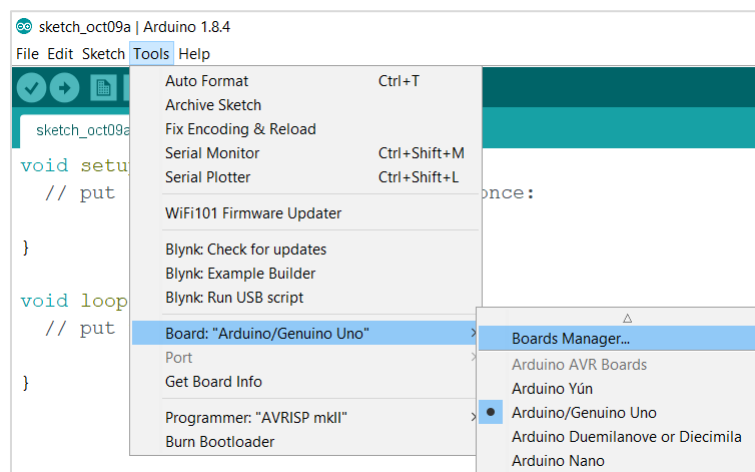 sketch_oct09a | Arduino 1.8.4
File Edit Sketch Tools Help
Auto Format Ctrl+T
Archive Sketch
sketch_oct09a Fix Encoding & Reload
Serial Monitor Ctrl+Shift+M
void setu
Serial Plotter Ctrl+Shift+L
// put once:
WiFi101 Firmware Updater
}
Blynk: Check for updates
Blynk: Example Builder
void loop Blynk: Run USB script
// put Board: "Arduino/Genuino Uno"
Boards Manager...
Port
Arduino AVR Boards
} Get Board Info
Arduino Yún
Arduino/Genuino Uno
Programmer: "AVRISP mkII"
Arduino Duemilanove or Diecimila
Burn Bootloader
Arduino Nano